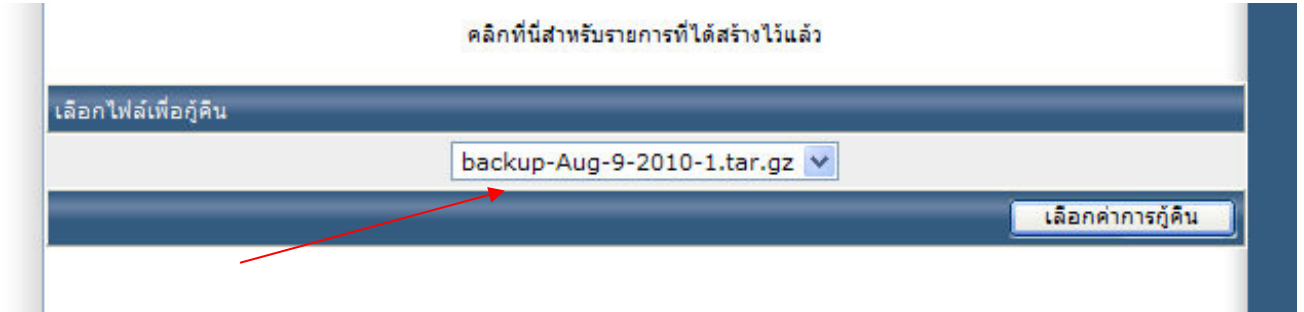 คลิกที่นี่สำหรับรายการที่ได้สร้างไว้แล้ว
เลือกไฟล์เพื่อกู้คืน
backup-Aug-9-2010-1.tar.gz
เลือกค่าการกู้คืน